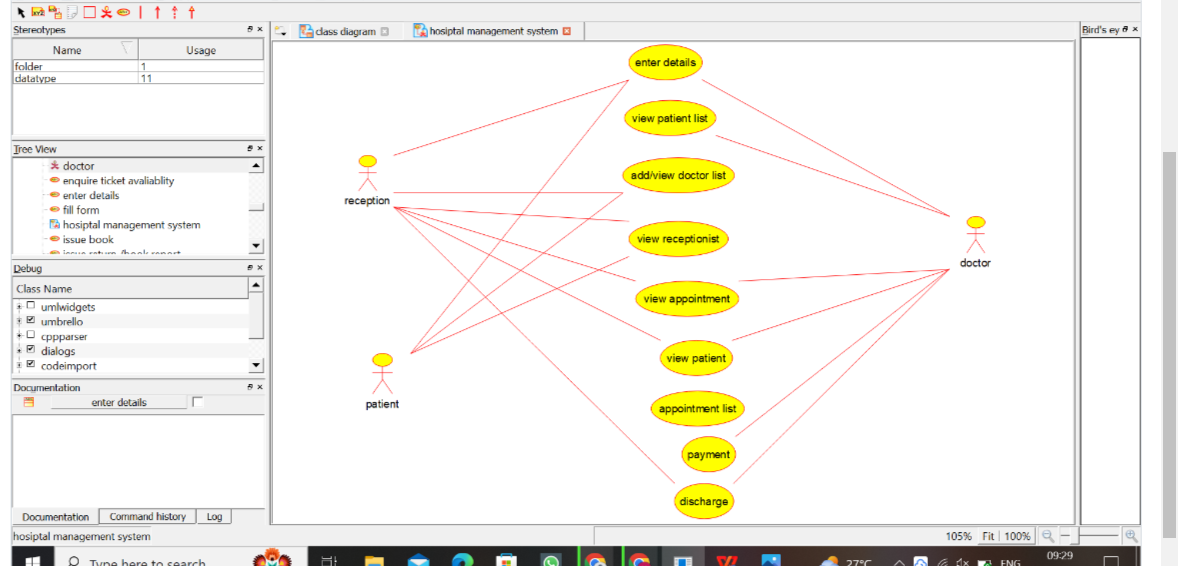 Stereotypes
Name Usage
folder 1
datatype 11
Tree View
doctor
enquire ticket avaliablity
enter details
fill form
hosiptal management system
issue book
issue return /book report
Debug
Class Name
umlwidgets
umbrello
cppparser
dialogs
codeimport
Documentation
enter details
Documentation Command history Log
hosiptal management system
class diagram
hosiptal management system
enter details
view patient list
add/view doctor list
reception
view receptionist
doctor
view appointment
view patient
patient
appointment list
payment
discharge
Bird's ey
105% Fit 100%
Type here to search
27°C
ENG
09:29